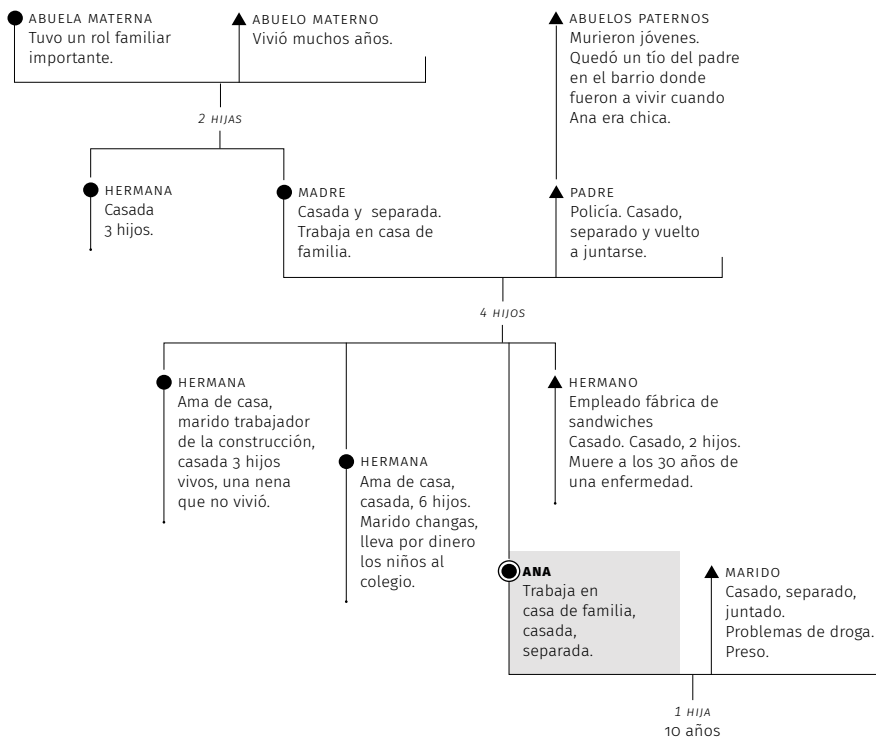 ABUELA MATERNA
Tuvo un rol familiar
importante.
ABUELO MATERNO
Vivió muchos años.
ABUELOS PATERNOS
Murieron jóvenes.
Quedó un tío del padre
en el barrio donde
fueron a vivir cuando
Ana era chica.
2 HIJAS
HERMANA
Casada
3 hijos.
MADRE
Casada y separada.
Trabaja en casa de
familia.
PADRE
Policía. Casado,
separado y vuelto
a juntarse.
4 HIJOS
HERMANA
Ama de casa,
marido trabajador
de la construcción,
casada 3 hijos
vivos, una nena
que no vivió.
HERMANA
Ama de casa,
casada, 6 hijos.
Marido changas,
lleva por dinero
los niños al
colegio.
HERMANO
Empleado fábrica de
sandwiches
Casado. Casado, 2 hijos.
Muere a los 30 años de
una enfermedad.
ANA
Trabaja en
casa de familia,
casada,
separada.
MARIDO
Casado, separado,
juntado.
Problemas de droga.
Preso.
1 HIJA
10 años